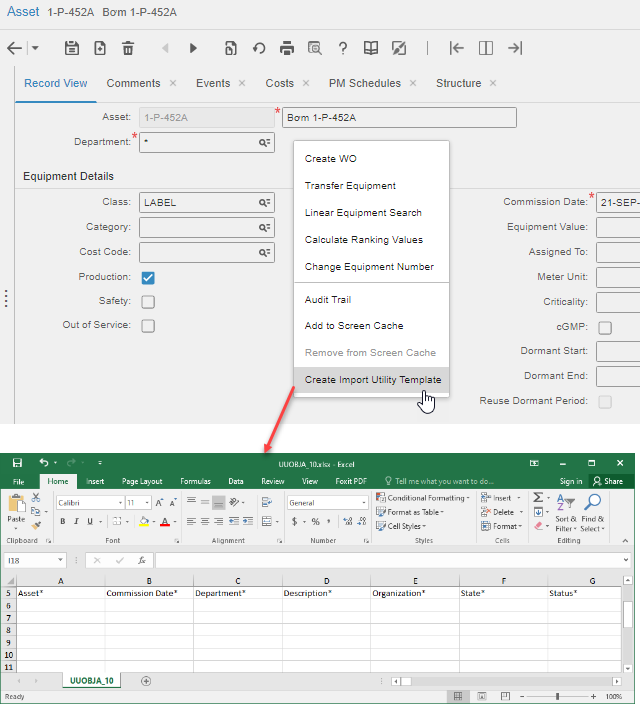 Asset 1-P-452A Bơm 1-P-452A
Record View Comments × Events × Costs × PM Schedules × Structure ×
Asset: 1-P-452A * Bơm 1-P-452A
Department: * *
Equipment Details
Class: LABEL
Category:
Cost Code:
Production:
Safety:
Out of Service:
Create WO
Transfer Equipment
Linear Equipment Search
Calculate Ranking Values
Change Equipment Number
Audit Trail
Add to Screen Cache
Remove from Screen Cache
Create Import Utility Template
Commission Date: * 21-SEP-
Equipment Value:
Assigned To:
Meter Unit:
Criticality:
cGMP:
Dormant Start:
Dormant End:
Reuse Dormant Period:
UUOBJA_10.xlsx - Excel
File Home Insert Page Layout Formulas Data Review View Foxit PDF Tell me what you want to do... Sign in Share
Paste
Calibri 11 A A
B I U A
General
$ % ,
Conditional Formatting
Format as Table
Cell Styles
Insert
Delete
Format
Sort & Filter
Find & Select
Clipboard Font Alignment Number Styles Cells Editing
I18 fx
A B C D E F G
5 Asset* Commission Date* Department* Description* Organization* State* Status*
6
7
8
9
10
11
UUOBJA_10
Ready 100%